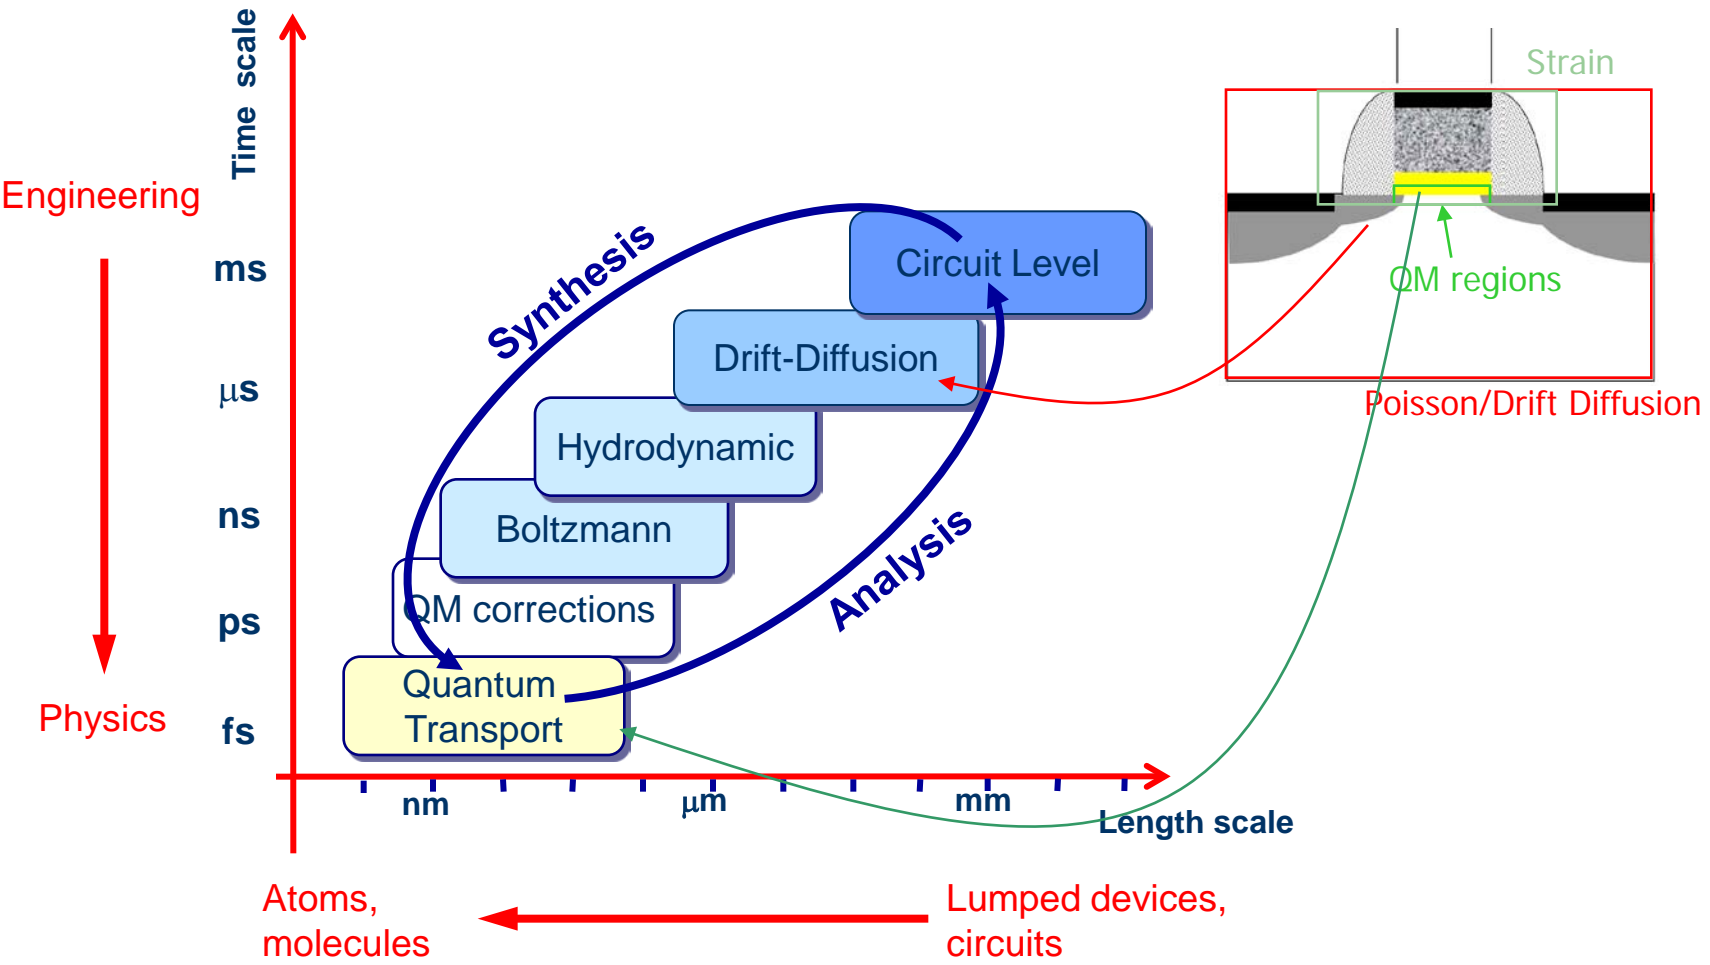 Time scale
Strain
Engineering
ms
Synthesis
Circuit Level
QM regions
μs
Drift-Diffusion
Poisson/Drift Diffusion
Hydrodynamic
ns
Boltzmann
Analysis
ps
QM corrections
Physics
fs
Quantum
Transport
nm
μm
mm
Length scale
Atoms,
molecules
Lumped devices,
circuits